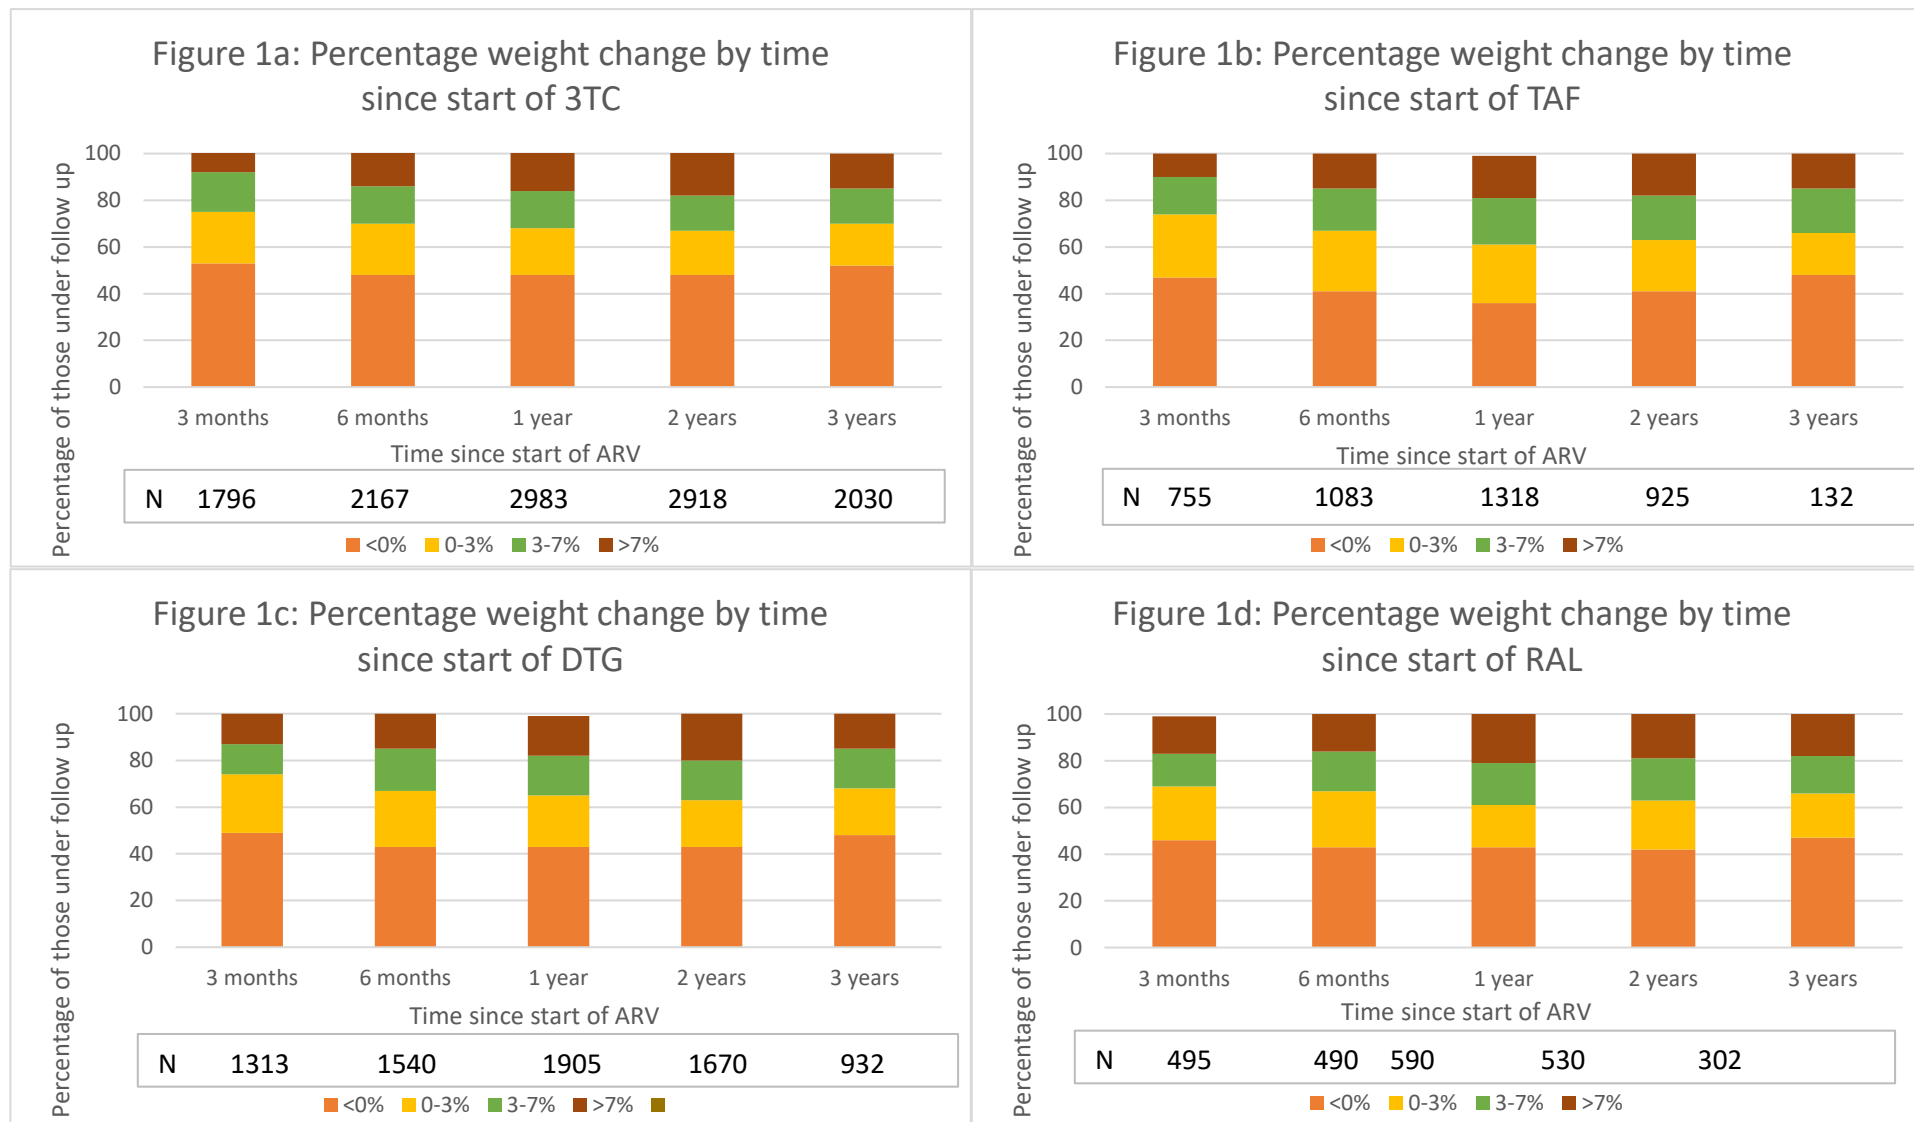 Figure 1a: Percentage weight change by time
since start of 3TC
Percentage of those under follow up
100
80
60
40
20
0
3 months 6 months 1 year 2 years 3 years
Time since start of ARV
N 1796 2167 2983 2918 2030
<0% 0-3% 3-7% >7%
Figure 1b: Percentage weight change by time
since start of TAF
Percentage of those under follow up
100
80
60
40
20
0
3 months 6 months 1 year 2 years 3 years
Time since start of ARV
N 755 1083 1318 925 132
<0% 0-3% 3-7% >7%
Figure 1c: Percentage weight change by time
since start of DTG
Percentage of those under follow up
100
80
60
40
20
0
3 months 6 months 1 year 2 years 3 years
Time since start of ARV
N 1313 1540 1905 1670 932
<0% 0-3% 3-7% >7%
Figure 1d: Percentage weight change by time
since start of RAL
Percentage of those under follow up
100
80
60
40
20
0
3 months 6 months 1 year 2 years 3 years
Time since start of ARV
N 495 490 590 530 302
<0% 0-3% 3-7% >7%